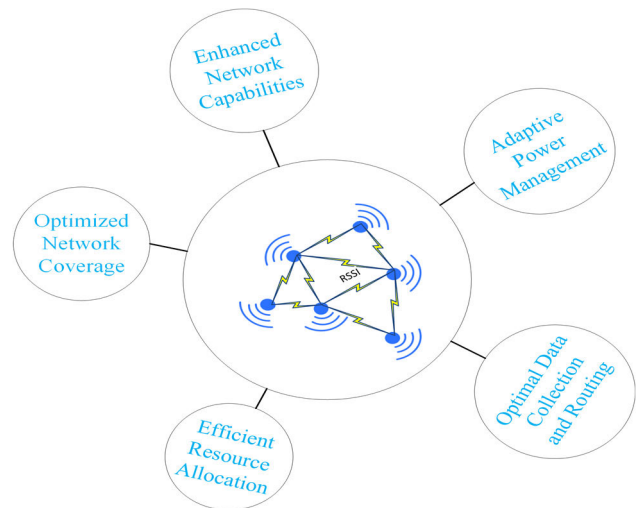 Enhanced
Network
Capabilities
Adaptive
Power
Management
Optimized
Network
Coverage
RSSI
Optimal Data
Collection
and Routing
Efficient
Resource
Allocation